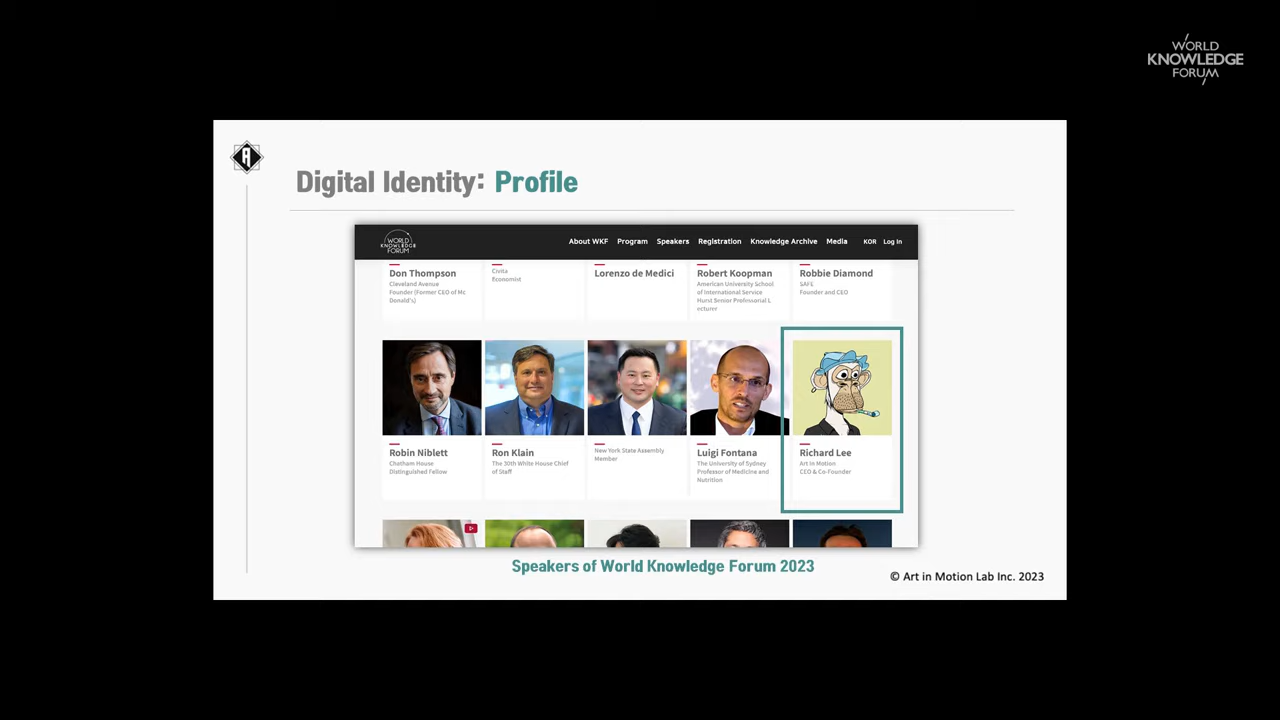 WORLD
KNOWLEDGE
FORUM
Digital Identity: Profile
WORLD
KNOWLEDGE
FORUM
About WKF Program Speakers Registration Knowledge Archive Media KOR Log In
Don Thompson
Cleveland Avenue
Founder (Former CEO of Mc
Donald's)
Civita
Economist
Lorenzo de Medici
Robert Koopman
American University School
of International Service
Hurst Senior Professorial L
ecturer
Robbie Diamond
SAFE
Founder and CEO
Robin Niblett
Chatham House
Distinguished Fellow
Ron Klain
The 30th White House Chief
of Staff
New York State Assembly
Member
Luigi Fontana
The University of Sydney
Professor of Medicine and
Nutrition
Richard Lee
Art in Motion
CCO & Co-Founder
Speakers of World Knowledge Forum 2023
© Art in Motion Lab Inc. 2023